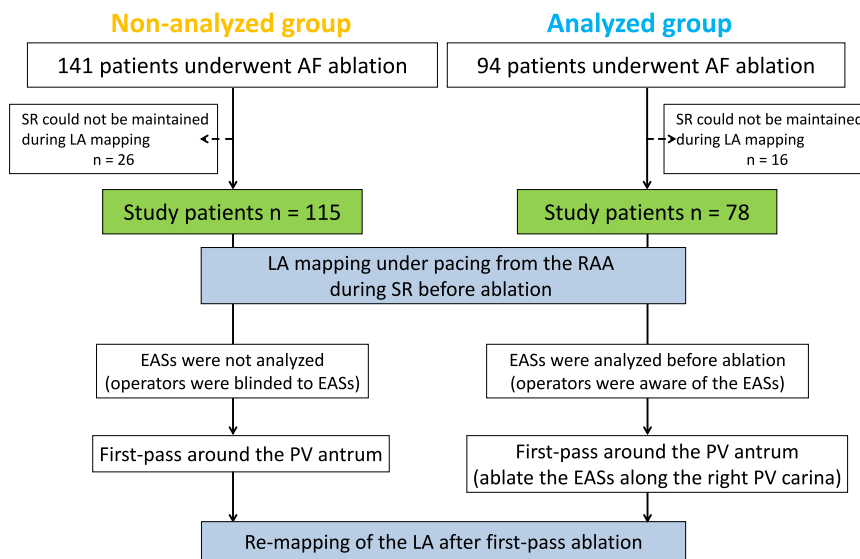 Non-analyzed group
Analyzed group
141 patients underwent AF ablation
94 patients underwent AF ablation
SR could not be maintained
during LA mapping
n = 26
SR could not be maintained
during LA mapping
n = 16
Study patients n = 115
Study patients n = 78
LA mapping under pacing from the RAA
during SR before ablation
EASs were not analyzed
(operators were blinded to EASs)
EASs were analyzed before ablation
(operators were aware of the EASs)
First-pass around the PV antrum
First-pass around the PV antrum
(ablate the EASs along the right PV carina)
Re-mapping of the LA after first-pass ablation